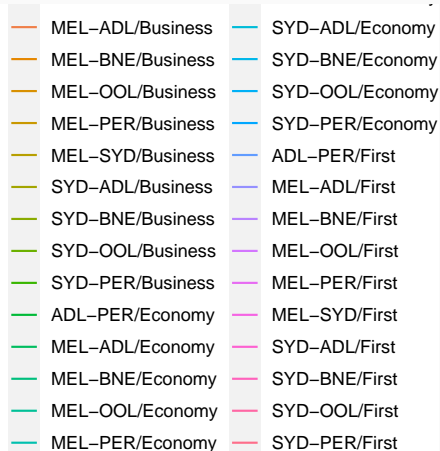 MEL−ADL/Business
MEL−BNE/Business
MEL−OOL/Business
MEL−PER/Business
MEL−SYD/Business
SYD−ADL/Business
SYD−BNE/Business
SYD−OOL/Business
SYD−PER/Business
ADL−PER/Economy
MEL−ADL/Economy
MEL−BNE/Economy
MEL−OOL/Economy
MEL−PER/Economy
SYD−ADL/Economy
SYD−BNE/Economy
SYD−OOL/Economy
SYD−PER/Economy
ADL−PER/First
MEL−ADL/First
MEL−BNE/First
MEL−OOL/First
MEL−PER/First
MEL−SYD/First
SYD−ADL/First
SYD−BNE/First
SYD−OOL/First
SYD−PER/First